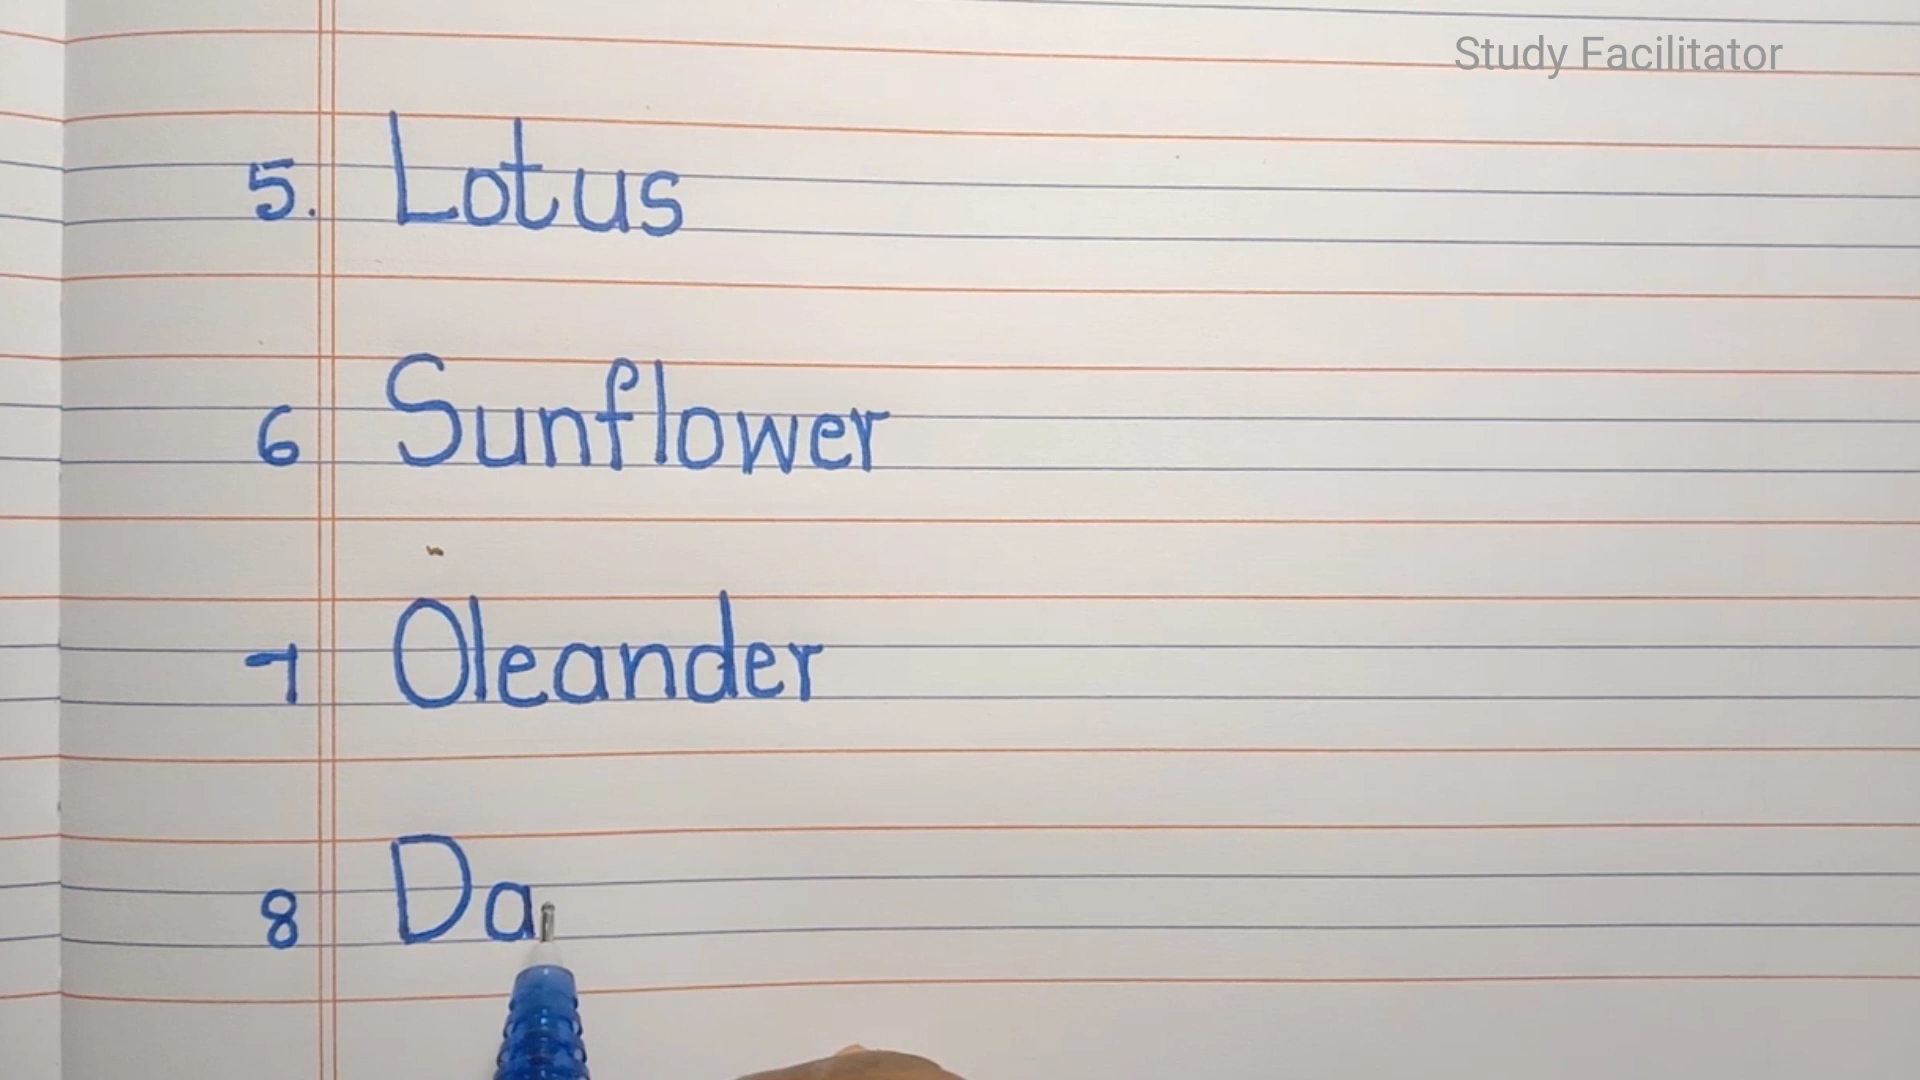 Study Facilitator
5. Lotus
6 Sunflower
7 Oleander
8 Da